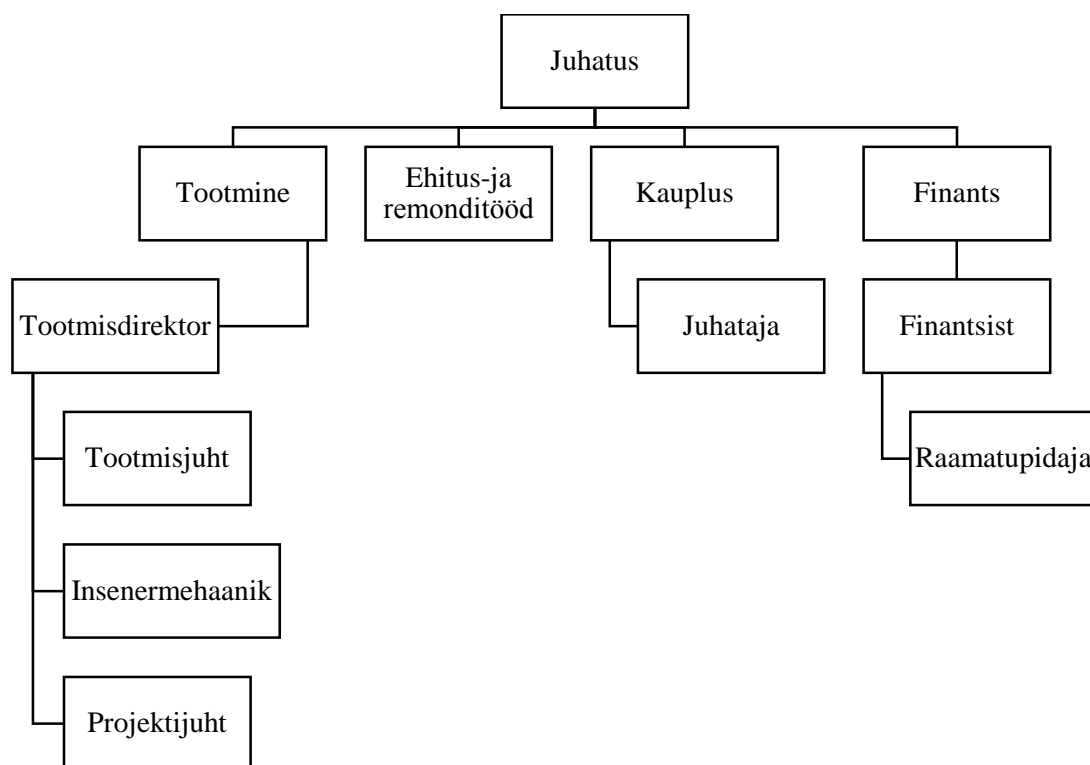 Juhatus
Tootmine
Ehitus-ja
remonditööd
Kauplus
Finants
Tootmisdirektor
Juhataja
Finantsist
Tootmisjuht
Raamatupidaja
Insenermehaanik
Projektijuht